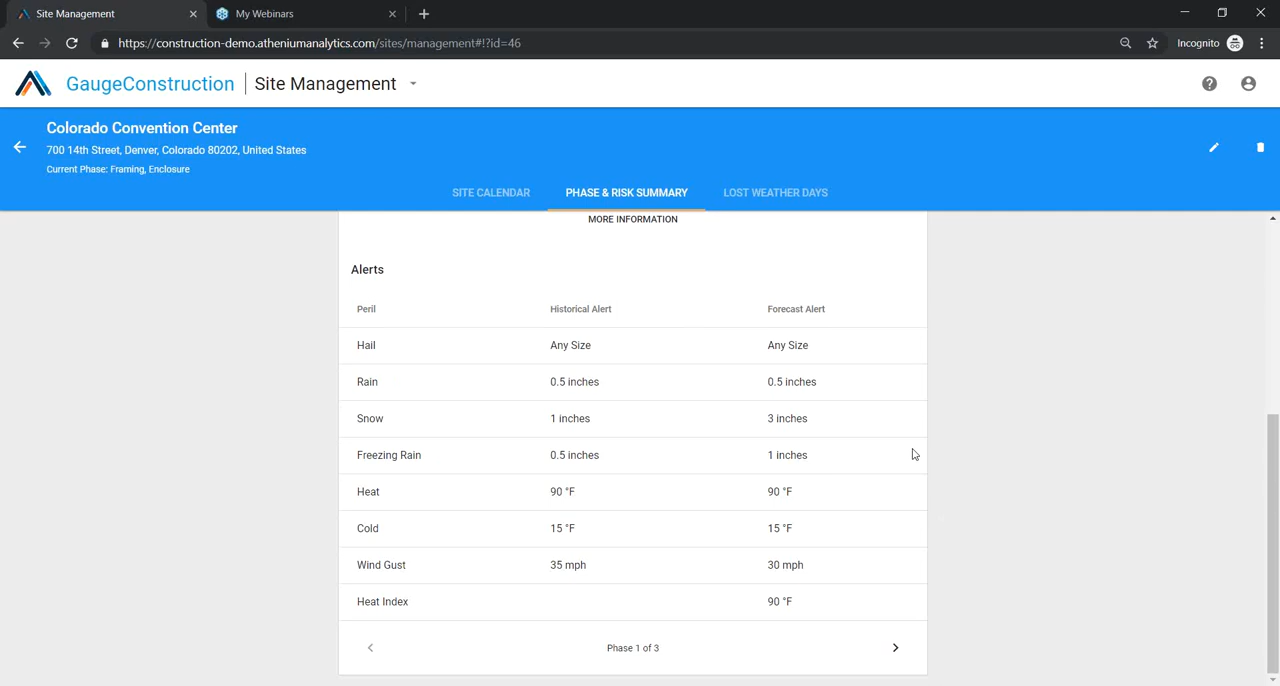 Site Management
My Webinars
https://construction-demo.atheniumanalytics.com/sites/management#!?id=46
Incognito
GaugeConstruction
Site Management
Colorado Convention Center
700 14th Street, Denver, Colorado 80202, United States
Current Phase: Framing, Enclosure
SITE CALENDAR PHASE & RISK SUMMARY LOST WEATHER DAYS
MORE INFORMATION
Alerts
Peril Historical Alert Forecast Alert
Hail Any Size Any Size
Rain 0.5 inches 0.5 inches
Snow 1 inches 3 inches
Freezing Rain 0.5 inches 1 inches
Heat 90 °F 90 °F
Cold 15 °F 15 °F
Wind Gust 35 mph 30 mph
Heat Index 90 °F
Phase 1 of 3